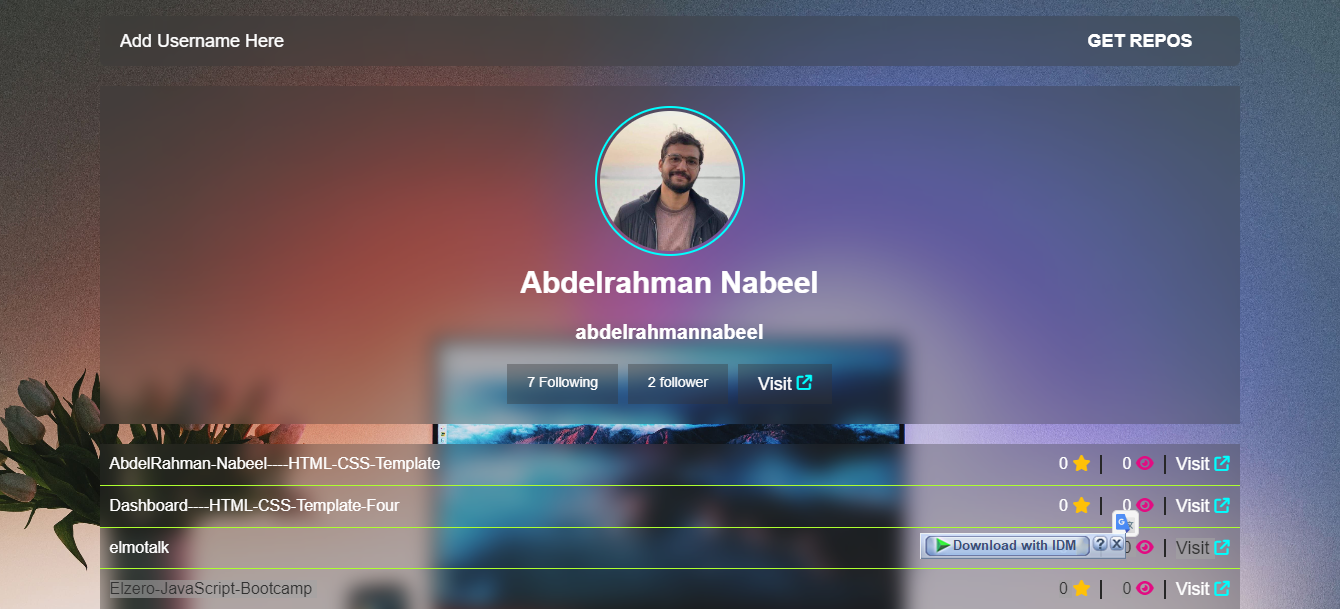 Add Username Here GET REPOS
Abdelrahman Nabeel
abdelrahmannabeel
7 Following 2 follower Visit
AbdelRahman-Nabeel----HTML-CSS-Template 0 | 0 | Visit
Dashboard----HTML-CSS-Template-Four 0 | 0 | Visit
G
elmotalk Download with IDM ? X 0 | Visit
Elzero-JavaScript-Bootcamp 0 | 0 | Visit